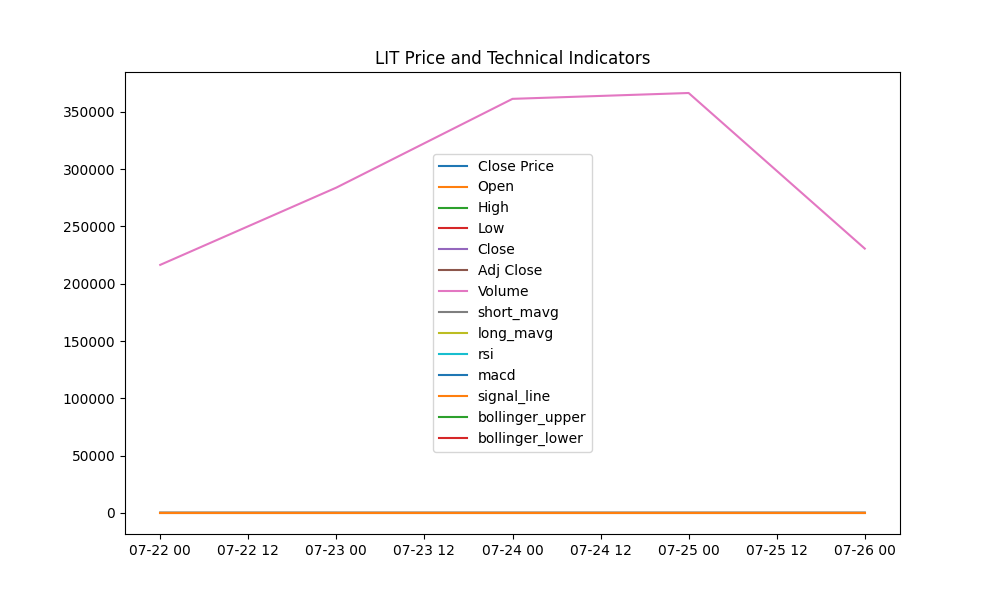 LIT Price and Technical Indicators
350000
300000
250000
200000
150000
100000
50000
0
Close Price
Open
High
Low
Close
Adj Close
Volume
short_mavg
long_mavg
rsi
macd
signal_line
bollinger_upper
bollinger_lower
07-22 00 07-22 12 07-23 00 07-23 12 07-24 00 07-24 12 07-25 00 07-25 12 07-26 00